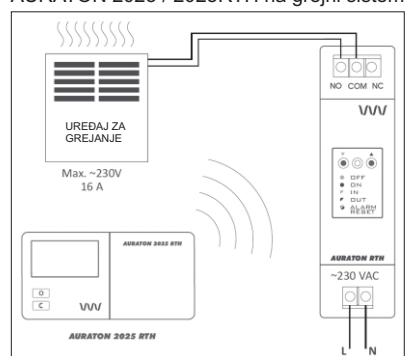 AURATON 2025 / 2025RTH na grejni sistem
NO COM NC
UREĐAJ ZA
GREJANJE
Max. ~230V
16 A
OFF
ON
IN
OUT
ALARM
RESET
AURATON RTH
~230 VAC
L N
AURATON 2025 RTH
O
C
AURATON 2025 RTH